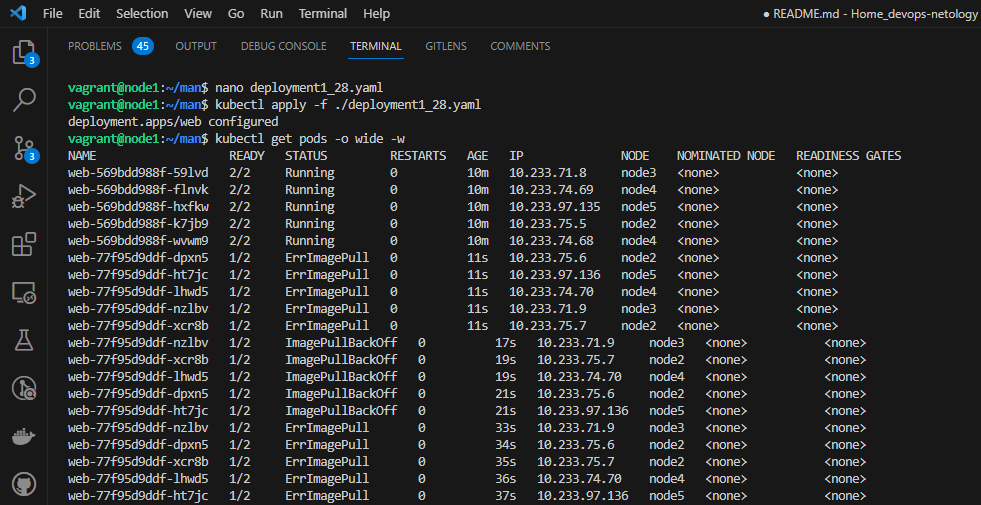 File Edit Selection View Go Run Terminal Help ● README.md - Home_devops-netology
PROBLEMS 45 OUTPUT DEBUG CONSOLE TERMINAL GITLENS COMMENTS
3
3
vagrant@node1:~/man$ nano deployment1_28.yaml
vagrant@node1:~/man$ kubectl apply -f ./deployment1_28.yaml
deployment.apps/web configured
vagrant@node1:~/man$ kubectl get pods -o wide -w
NAME READY STATUS RESTARTS AGE IP NODE NOMINATED NODE READINESS GATES
web-569bdd988f-59lvd 2/2 Running 0 10m 10.233.71.8 node3 <none> <none>
web-569bdd988f-flnvk 2/2 Running 0 10m 10.233.74.69 node4 <none> <none>
web-569bdd988f-hxfkw 2/2 Running 0 10m 10.233.97.135 node5 <none> <none>
web-569bdd988f-k7jb9 2/2 Running 0 10m 10.233.75.5 node2 <none> <none>
web-569bdd988f-wvwm9 2/2 Running 0 10m 10.233.74.68 node4 <none> <none>
web-77f95d9ddf-dpxn5 1/2 ErrImagePull 0 11s 10.233.75.6 node2 <none> <none>
web-77f95d9ddf-ht7jc 1/2 ErrImagePull 0 11s 10.233.97.136 node5 <none> <none>
web-77f95d9ddf-lhwd5 1/2 ErrImagePull 0 11s 10.233.74.70 node4 <none> <none>
web-77f95d9ddf-nzlbv 1/2 ErrImagePull 0 11s 10.233.71.9 node3 <none> <none>
web-77f95d9ddf-xcr8b 1/2 ErrImagePull 0 11s 10.233.75.7 node2 <none> <none>
web-77f95d9ddf-nzlbv 1/2 ImagePullBackOff 0 17s 10.233.71.9 node3 <none> <none>
web-77f95d9ddf-xcr8b 1/2 ImagePullBackOff 0 19s 10.233.75.7 node2 <none> <none>
web-77f95d9ddf-lhwd5 1/2 ImagePullBackOff 0 19s 10.233.74.70 node4 <none> <none>
web-77f95d9ddf-dpxn5 1/2 ImagePullBackOff 0 21s 10.233.75.6 node2 <none> <none>
web-77f95d9ddf-ht7jc 1/2 ImagePullBackOff 0 21s 10.233.97.136 node5 <none> <none>
web-77f95d9ddf-nzlbv 1/2 ErrImagePull 0 33s 10.233.71.9 node3 <none> <none>
web-77f95d9ddf-dpxn5 1/2 ErrImagePull 0 34s 10.233.75.6 node2 <none> <none>
web-77f95d9ddf-xcr8b 1/2 ErrImagePull 0 35s 10.233.75.7 node2 <none> <none>
web-77f95d9ddf-lhwd5 1/2 ErrImagePull 0 36s 10.233.74.70 node4 <none> <none>
web-77f95d9ddf-ht7jc 1/2 ErrImagePull 0 37s 10.233.97.136 node5 <none> <none>